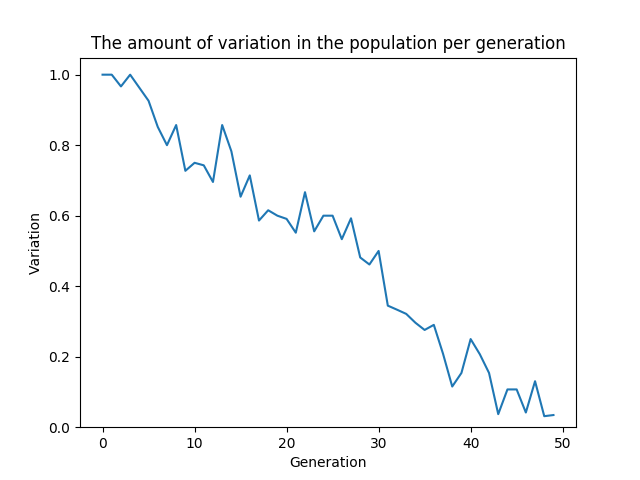 The amount of variation in the population per generation
1.0
0.8
0.6
0.4
0.2
0.0
Variation
0 10 20 30 40 50
Generation